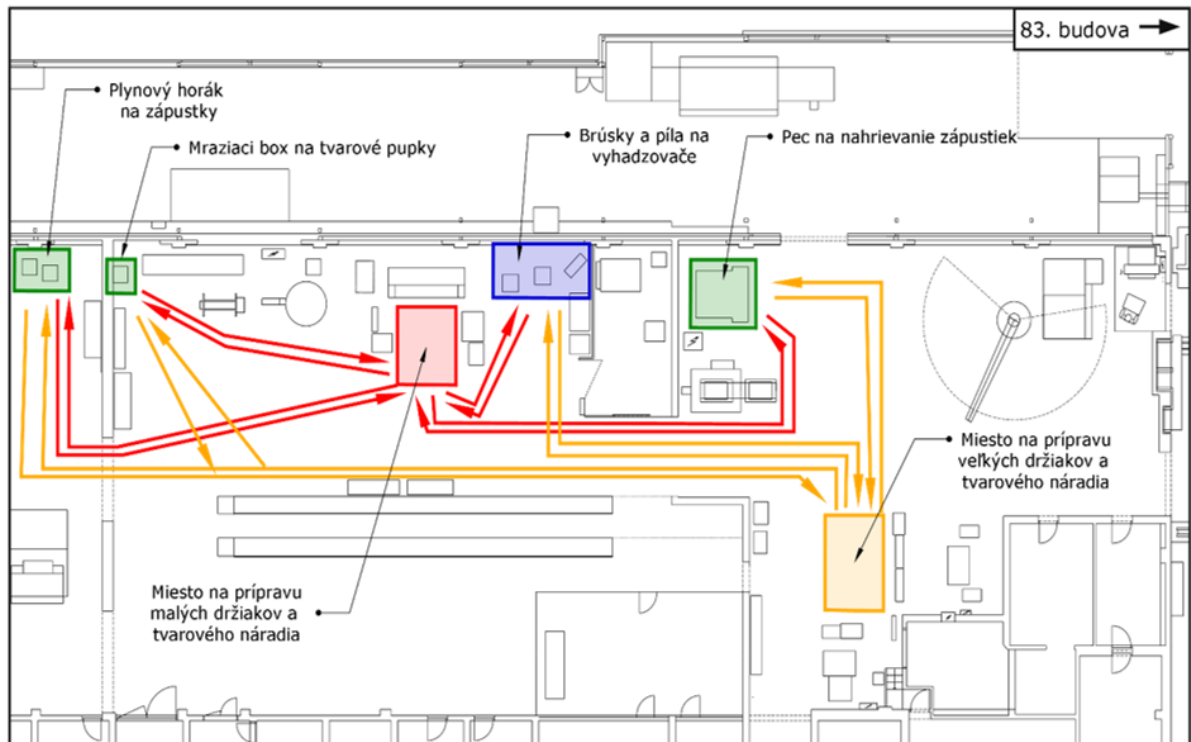 83. budova
Plynový horák
na zápustky
Mraziaci box na tvarové pupky
Brúsky a píla na
vyhadzovače
Pec na nahrievanie zápustiek
Miesto na prípravu
veľkých držiakov a
tvarového náradia
Miesto na prípravu
malých držiakov a
tvarového náradia